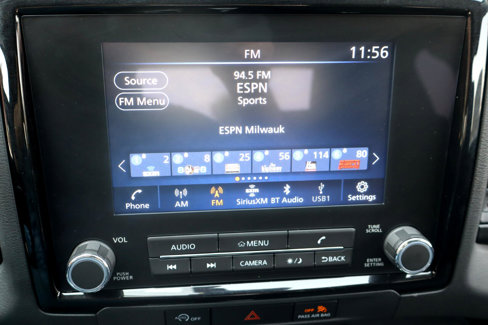 FM
11:56
Source
94.5 FM
FM Menu
ESPN
Sports
ESPN Milwauk
2 8 25 56 114 80
Phone AM FM SiriusXM BT Audio USB1 Settings
VOL
PUSH
POWER
AUDIO MENU
CAMERA BACK
TUNE
SCROLL
ENTER
SETTING
OFF
OFF
PASS AIR BAG